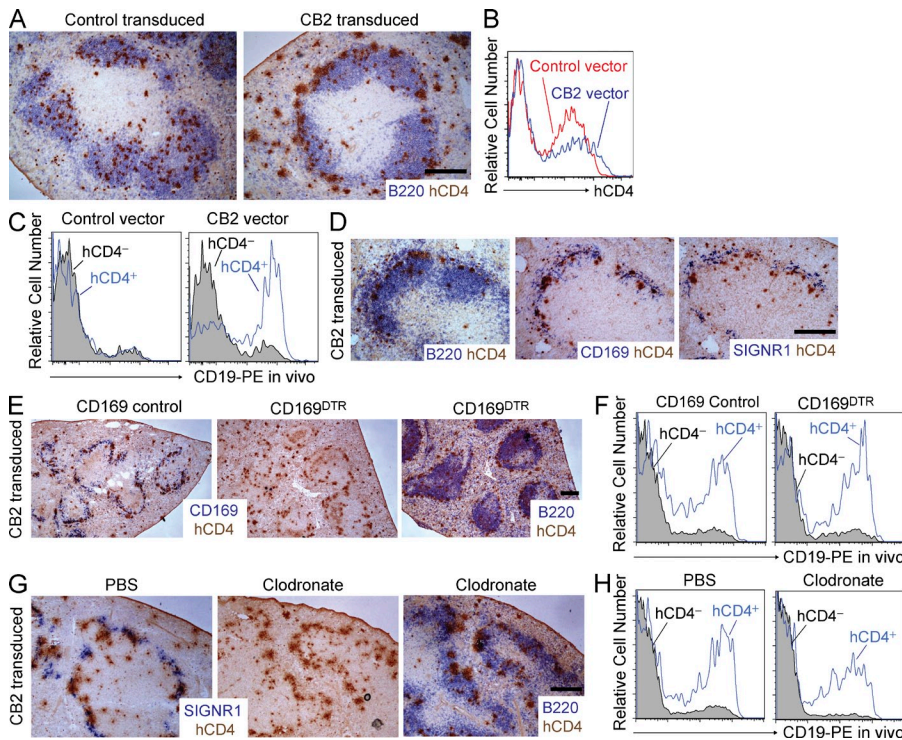 A
Control transduced
CB2 transduced
B220 hCD4
B
Relative Cell Number
Control vector
CB2 vector
hCD4
C
Relative Cell Number
Control vector
CB2 vector
hCD4⁻
hCD4⁺
hCD4⁻
hCD4⁺
CD19-PE in vivo
D
CB2 transduced
B220 hCD4
CD169 hCD4
SIGNR1 hCD4
E
CB2 transduced
CD169 control
CD169ᴰᵀᴿ
CD169ᴰᵀᴿ
CD169
hCD4
B220
hCD4
F
Relative Cell Number
CD169 Control
CD169ᴰᵀᴿ
hCD4⁻
hCD4⁺
hCD4⁺
hCD4⁻
CD19-PE in vivo
G
CB2 transduced
PBS
Clodronate
Clodronate
SIGNR1
hCD4
B220
hCD4
H
Relative Cell Number
PBS
Clodronate
hCD4⁻
hCD4⁺
hCD4⁻
hCD4⁺
CD19-PE in vivo